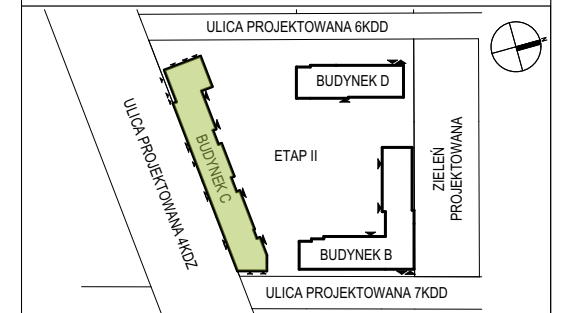 ULICA PROJEKTOWANA 6KDD
BUDYNEK D
ULICA PROJEKTOWANA 4KDZ
BUDYNEK C
ETAP II
ZIELEŃ
PROJEKTOWANA
BUDYNEK B
ULICA PROJEKTOWANA 7KDD